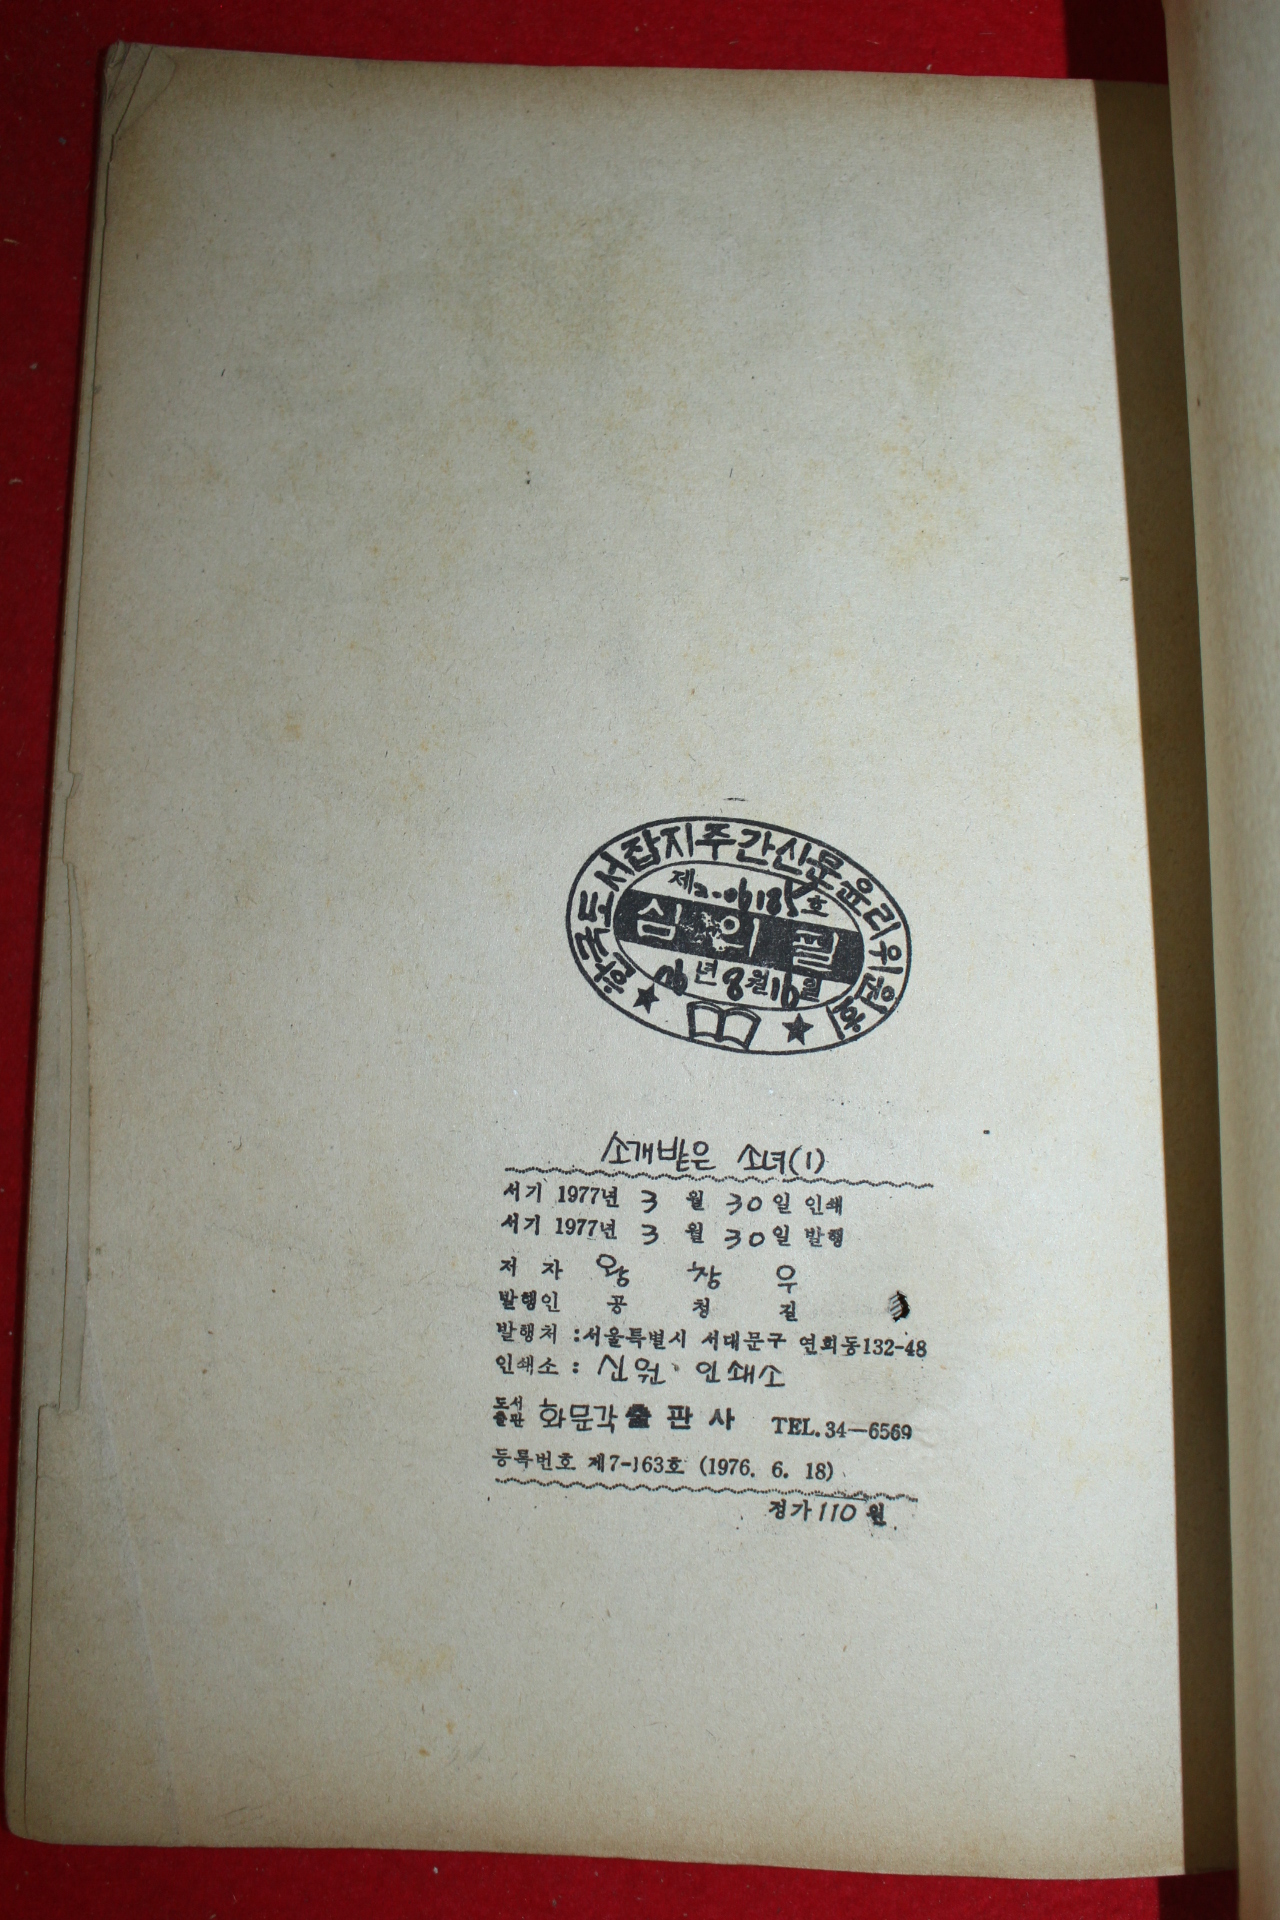 한국도서잡지주간신문윤리위원회
제2-06185호
심의필
76년 8월 16일
소개받은 소녀(1)
서기 1977년 3 월 30일 인쇄
서기 1977년 3 월 30일 발행
저 자 왕 창 우
발행인 공 청 길
발행처 :서울특별시 서대문구 연희동132-48
인쇄소 : 신원 인쇄소
도서출판 화문각출판사 TEL. 34-6569
등록번호 제7-163호 (1976. 6. 18)
정가 110 원